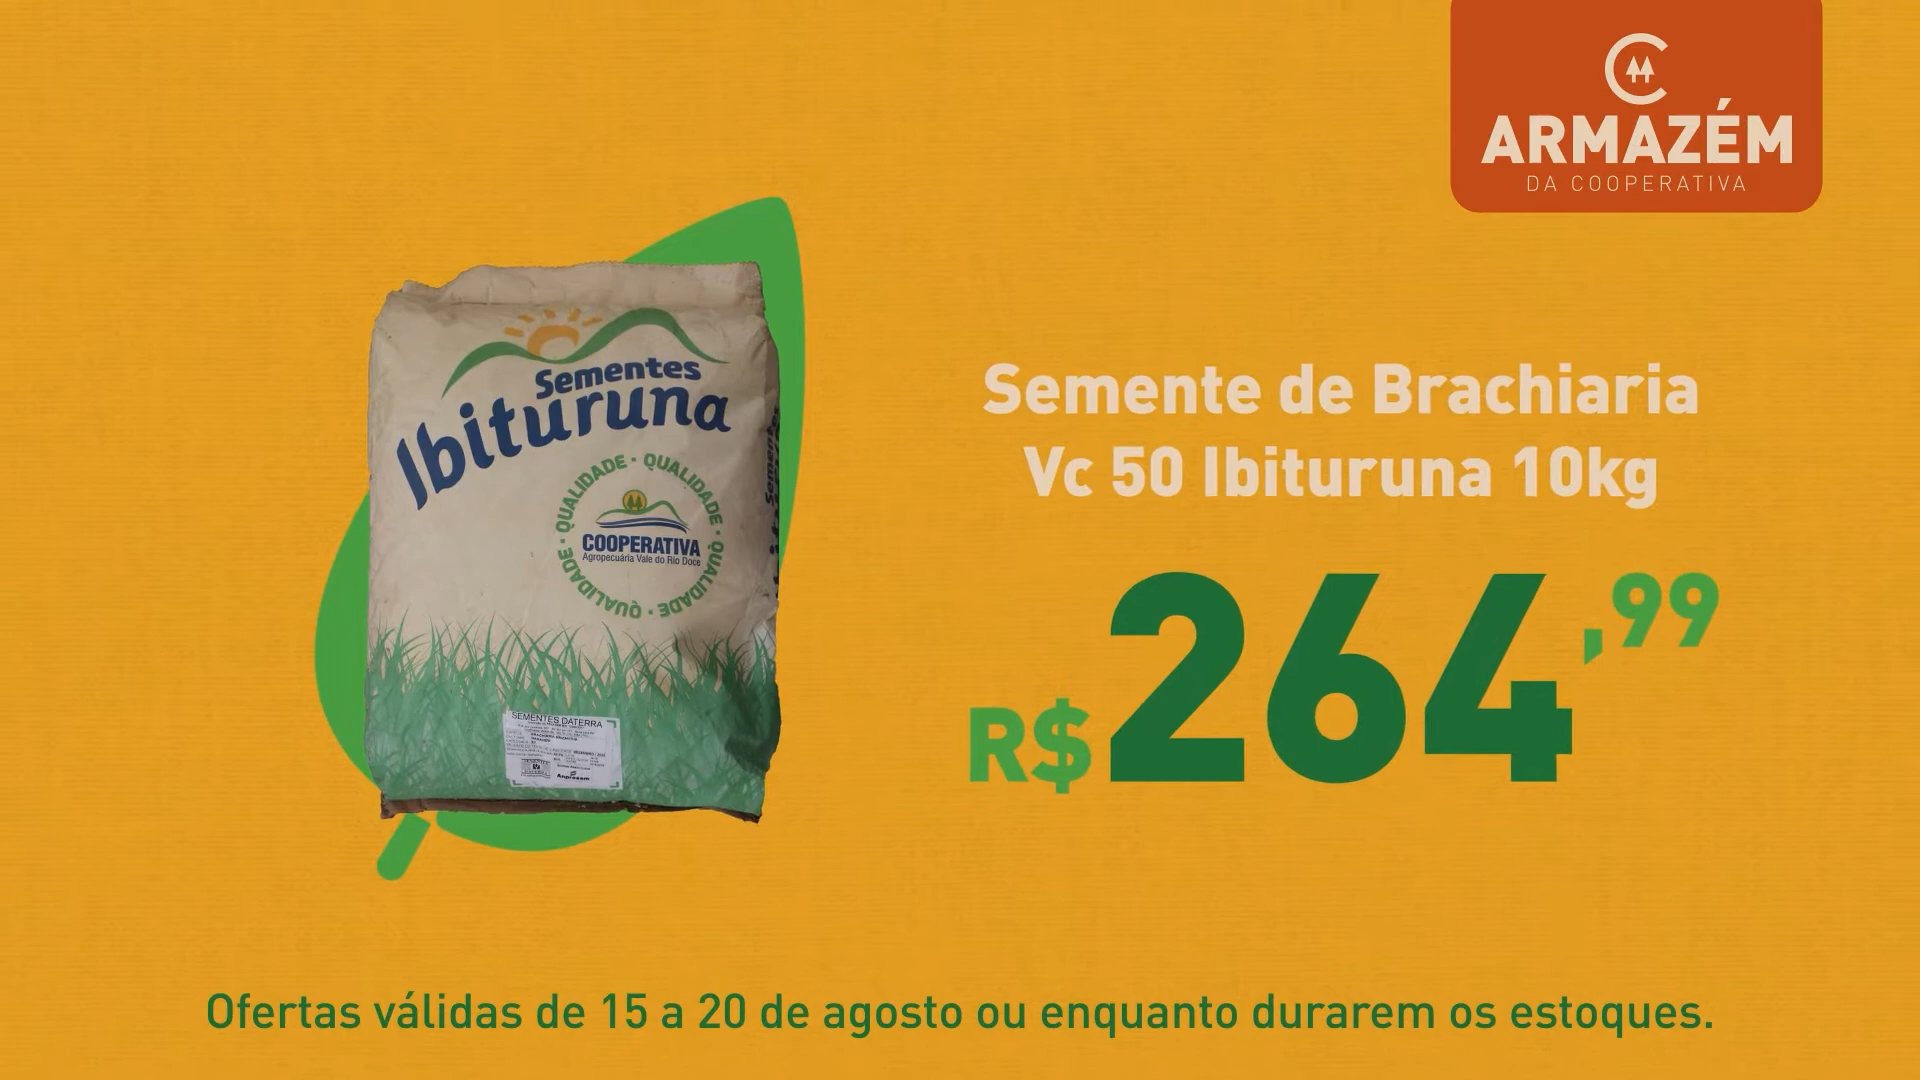 ARMAZÉM
DA COOPERATIVA
Sementes
Ibituruna
QUALIDADE · QUALIDADE · QUALIDADE · QUALIDADE · QUALIDADE ·
COOPERATIVA
Agropecuária Vale do Rio Doce
SEMENTES DATERRA
Semente de Brachiaria
Vc 50 Ibituruna 10kg
R$264,99
Ofertas válidas de 15 a 20 de agosto ou enquanto durarem os estoques.